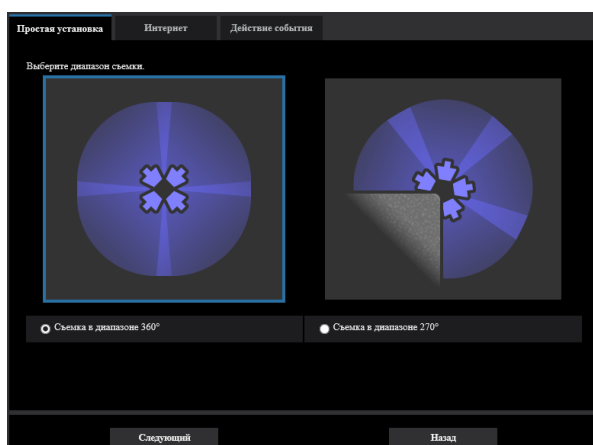 Простая установка Интернет Действие события
Выберите диапазон съемки.
Съемка в диапазоне 360° Съемка в диапазоне 270°
Следующий Назад